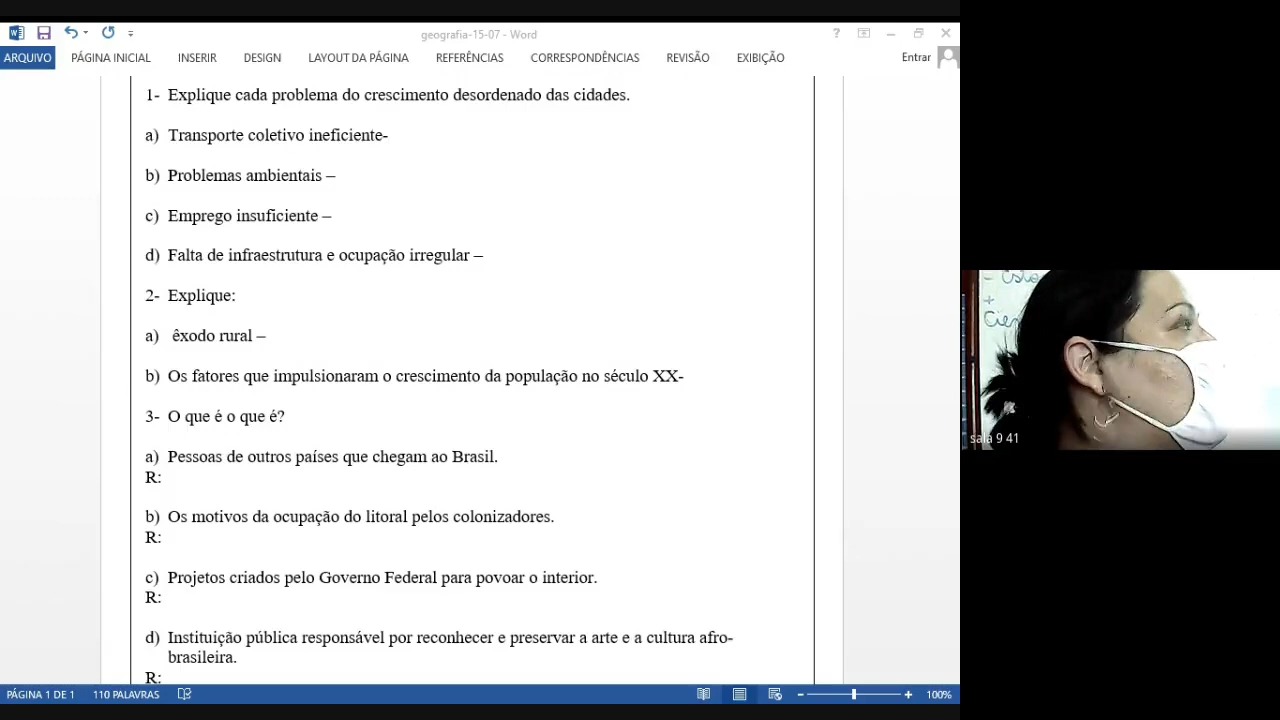 geografia-15-07 - Word
?
ARQUIVO PÁGINA INICIAL INSERIR DESIGN LAYOUT DA PÁGINA REFERÊNCIAS CORRESPONDÊNCIAS REVISÃO EXIBIÇÃO Entrar
1- Explique cada problema do crescimento desordenado das cidades.
a) Transporte coletivo ineficiente-
b) Problemas ambientais –
c) Emprego insuficiente –
d) Falta de infraestrutura e ocupação irregular –
2- Explique:
a) êxodo rural –
b) Os fatores que impulsionaram o crescimento da população no século XX-
3- O que é o que é?
a) Pessoas de outros países que chegam ao Brasil.
R:
b) Os motivos da ocupação do litoral pelos colonizadores.
R:
c) Projetos criados pelo Governo Federal para povoar o interior.
R:
d) Instituição pública responsável por reconhecer e preservar a arte e a cultura afro-
brasileira.
R:
PÁGINA 1 DE 1 110 PALAVRAS 100%
sala 9 41